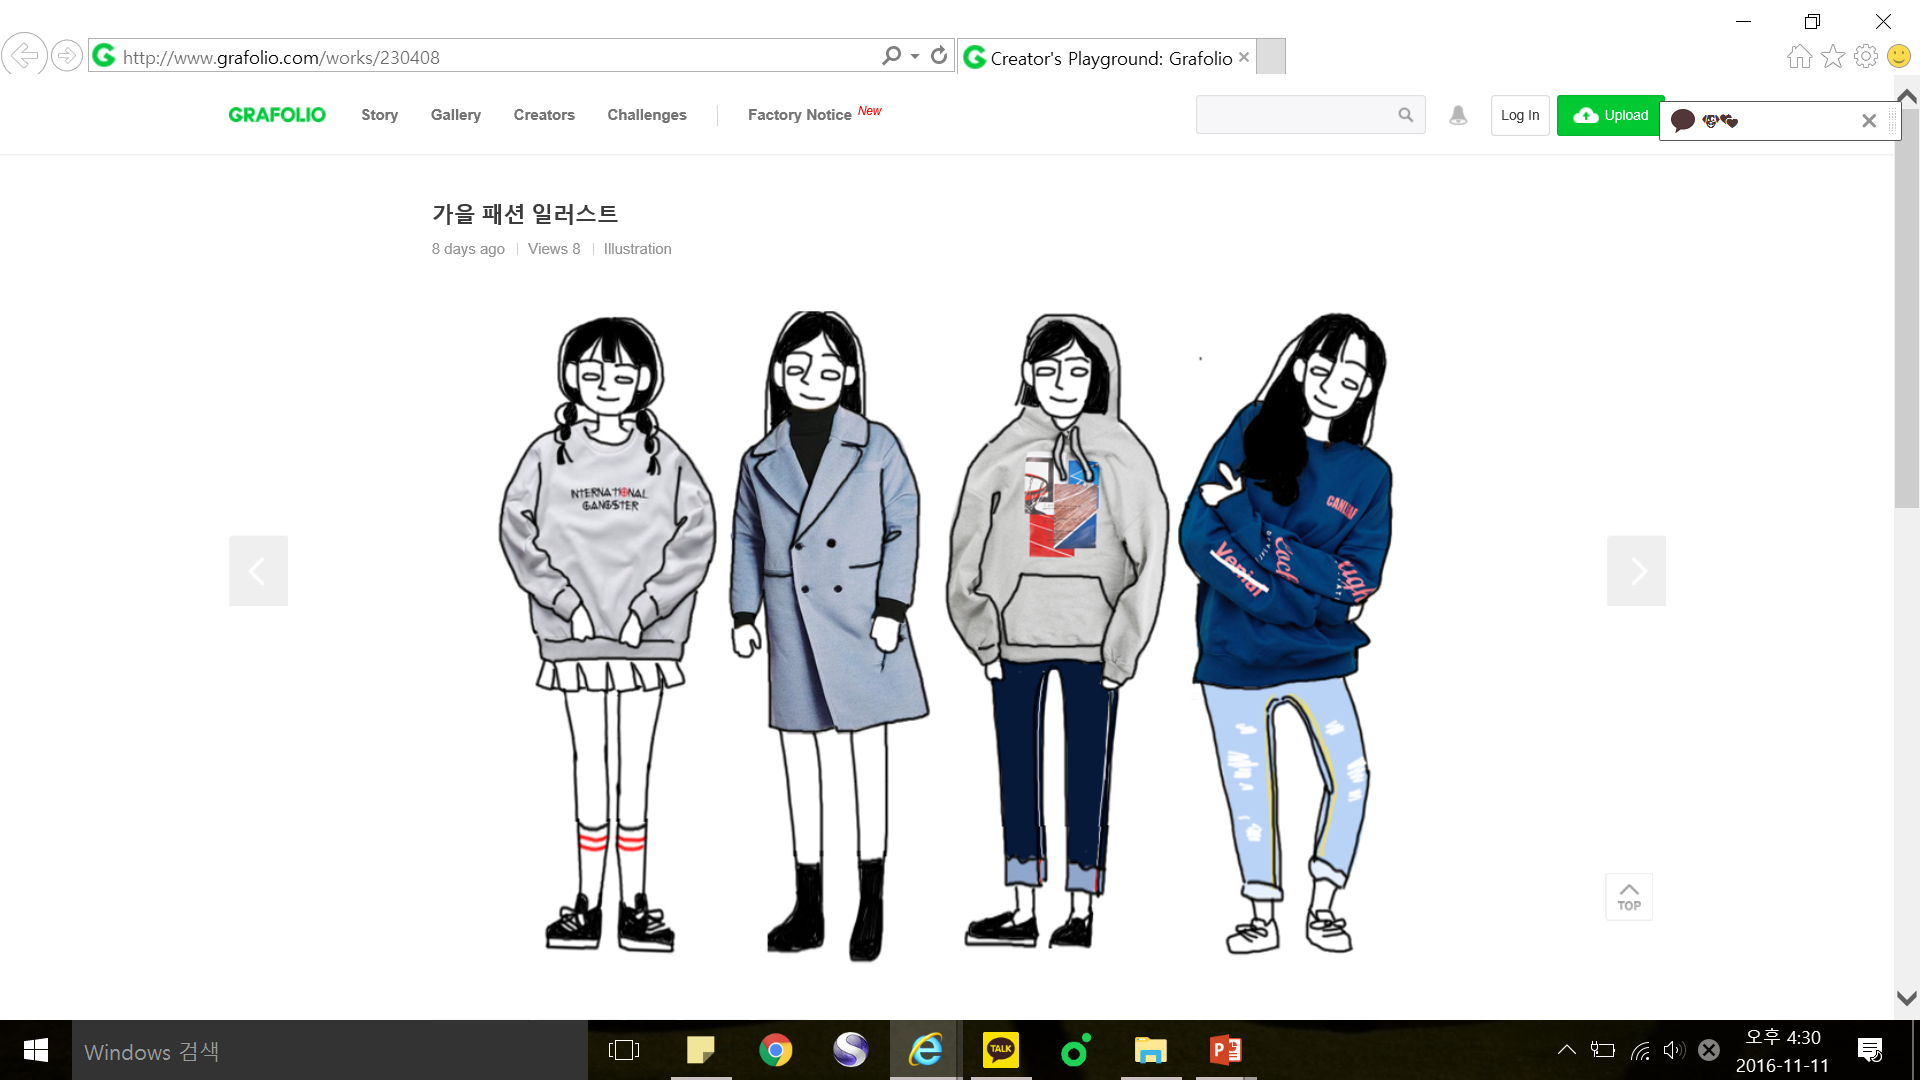 http://www.grafolio.com/works/230408
Creator's Playground: Grafolio
GRAFOLIO Story Gallery Creators Challenges Factory Notice New
Log In
Upload
가을 패션 일러스트
8 days ago Views 8 Illustration
NTERNATIONAL
GANGSTER
TOP
Windows 검색
TALK
오후 4:30
2016-11-11